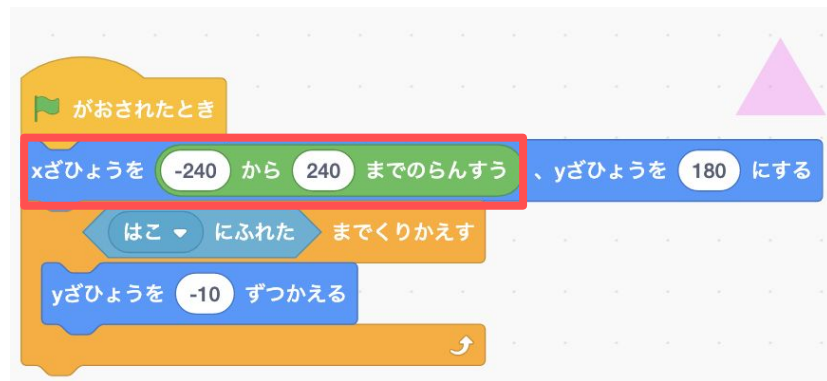 がおされたとき
xざひょうを -240 から 240 までのらんすう 、yざひょうを 180 にする
はこ にふれた までくりかえす
yざひょうを -10 ずつかえる